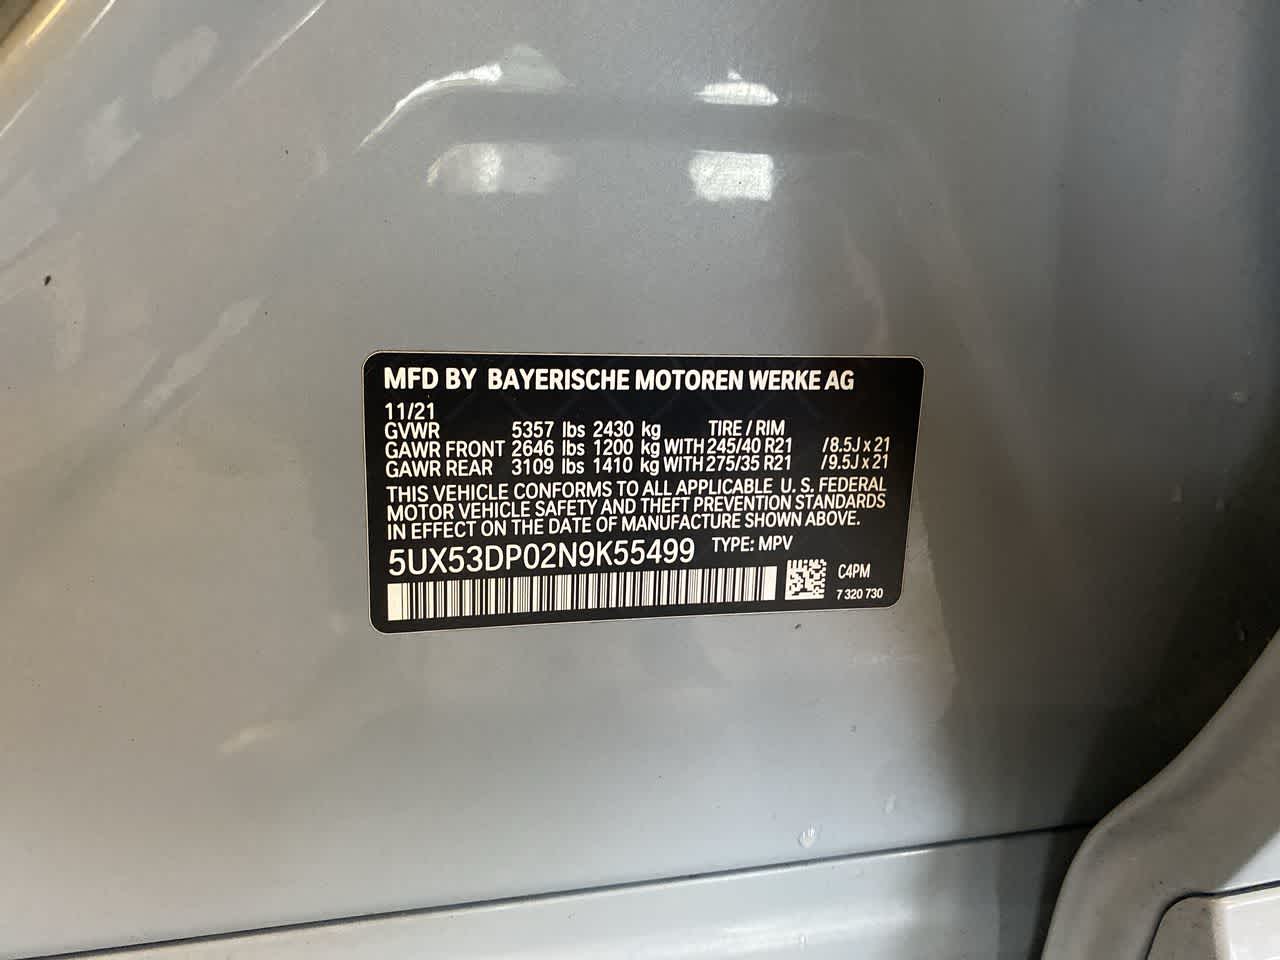 MFD BY BAYERISCHE MOTOREN WERKE AG
11/21
GVWR 5357 lbs 2430 kg TIRE / RIM
GAWR FRONT 2646 lbs 1200 kg WITH 245/40 R21 /8.5J x 21
GAWR REAR 3109 lbs 1410 kg WITH 275/35 R21 /9.5J x 21
THIS VEHICLE CONFORMS TO ALL APPLICABLE U. S. FEDERAL
MOTOR VEHICLE SAFETY AND THEFT PREVENTION STANDARDS
IN EFFECT ON THE DATE OF MANUFACTURE SHOWN ABOVE.
5UX53DP02N9K55499 TYPE: MPV
C4PM
7 320 730